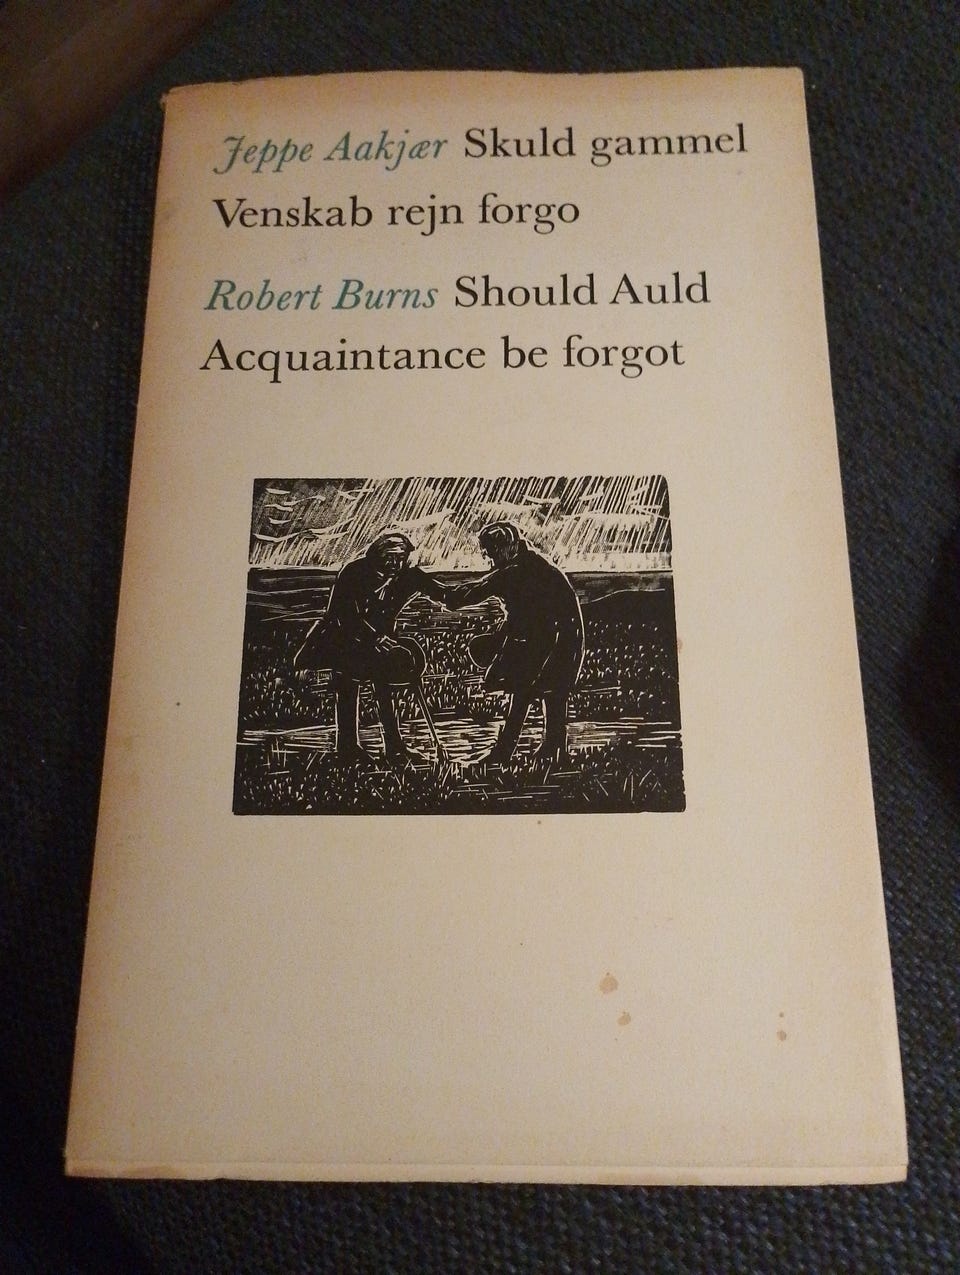 Jeppe Aakjær Skuld gammel
Venskab rejn forgo
Robert Burns Should Auld
Acquaintance be forgot